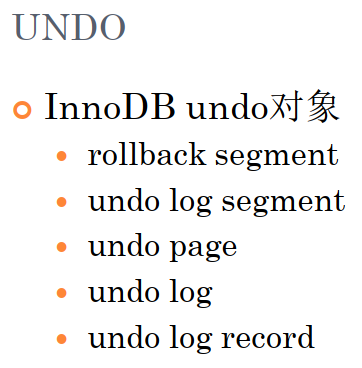 UNDO
InnoDB undo对象
rollback segment
undo log segment
undo page
undo log
undo log record